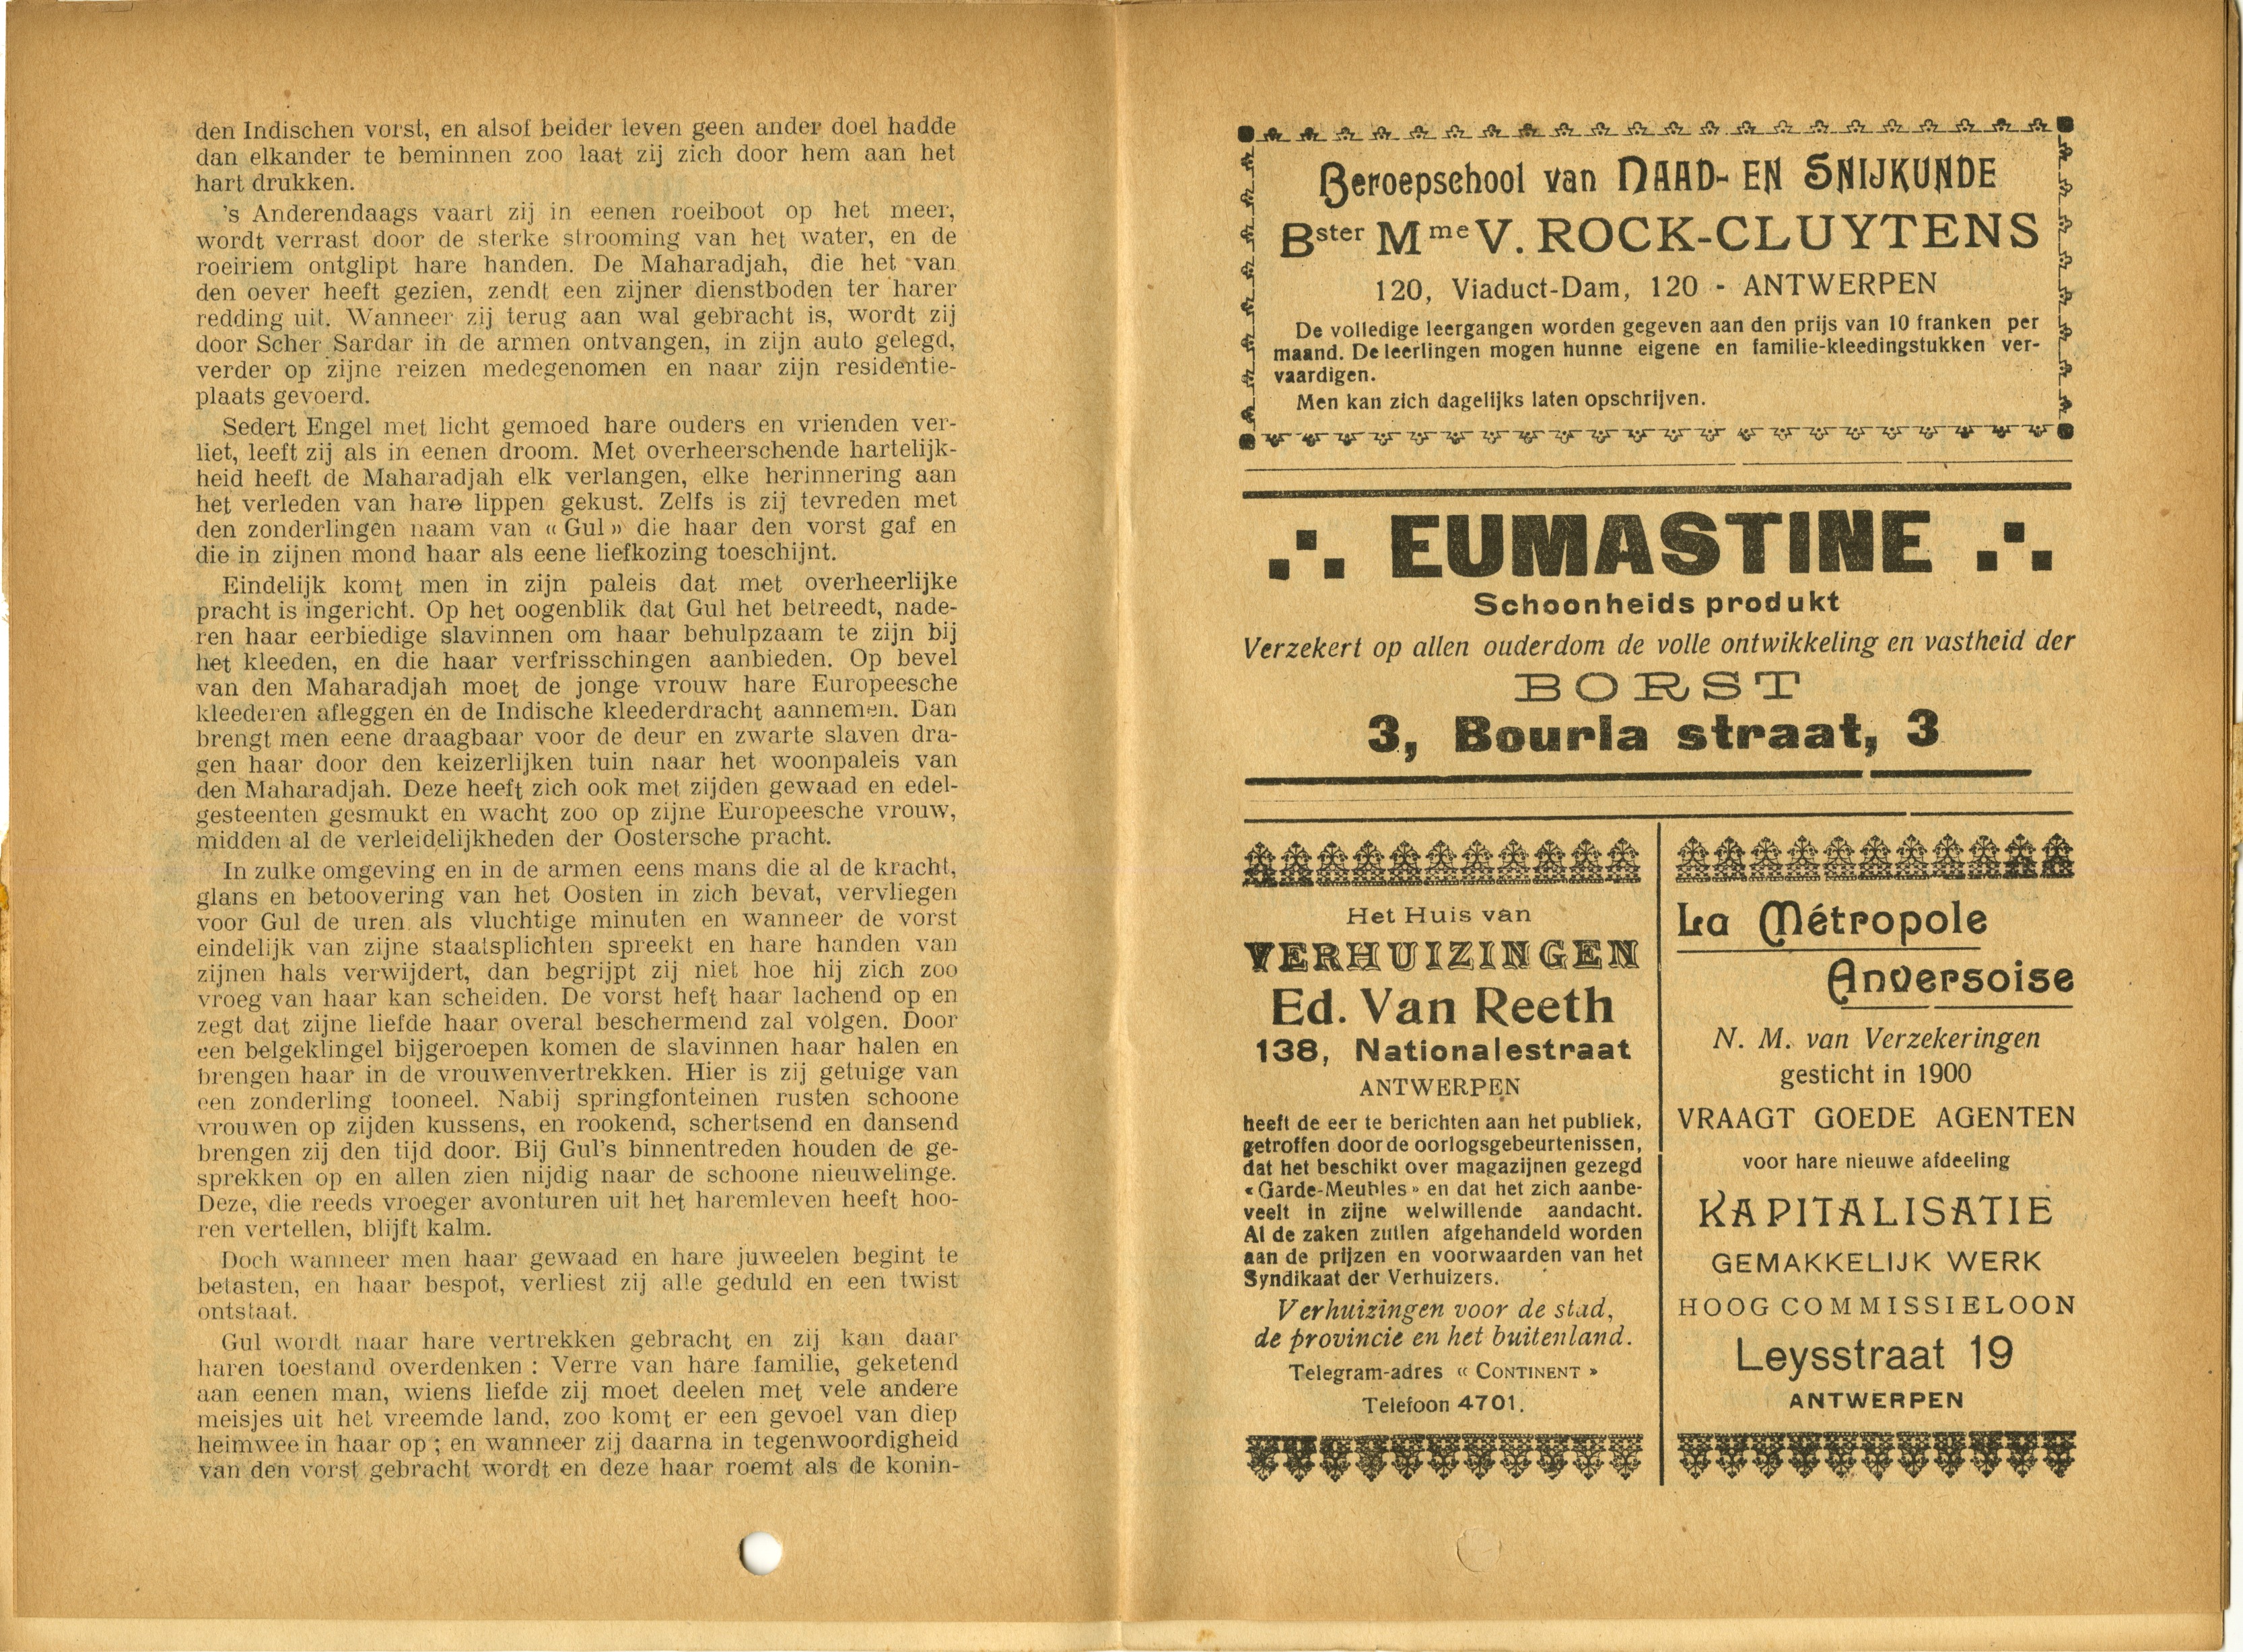 den Indischen vorst, en alsof beider leven geen ander doel hadde
dan elkander te beminnen zoo laat zij zich door hem aan het
hart drukken.
's Anderendaags vaart zij in eenen roeiboot op het meer,
wordt verrast door de sterke strooming van het water, en de
roeiriem ontglipt hare handen. De Maharadjah, die het van
den oever heeft gezien, zendt een zijner dienstboden ter harer
redding uit. Wanneer zij terug aan wal gebracht is, wordt zij
door Scher Sardar in de armen ontvangen, in zijn auto gelegd,
verder op zijne reizen medegenomen en naar zijn residentie-
plaats gevoerd.
Sedert Engel met licht gemoed hare ouders en vrienden ver-
liet, leeft zij als in eenen droom. Met overheerschende hartelijk-
heid heeft de Maharadjah elk verlangen, elke herinnering aan
het verleden van hare lippen gekust. Zelfs is zij tevreden met
den zonderlingen naam van « Gul » die haar den vorst gaf en
die in zijnen mond haar als eene liefkozing toeschijnt.
Eindelijk komt men in zijn paleis dat met overheerlijke
pracht is ingericht. Op het oogenblik dat Gul het betreedt, nade-
ren haar eerbiedige slavinnen om haar behulpzaam te zijn bij
het kleeden, en die haar verfrisschingen aanbieden. Op bevel
van den Maharadjah moet de jonge vrouw hare Europeesche
kleederen afleggen en de Indische kleederdracht aannemen. Dan
brengt men eene draagbaar voor de deur en zwarte slaven dra-
gen haar door den keizerlijken tuin naar het woonpaleis van
den Maharadjah. Deze heeft zich ook met zijden gewaad en edel-
gesteenten gesmukt en wacht zoo op zijne Europeesche vrouw,
midden al de verleidelijkheden der Oostersche pracht.
In zulke omgeving en in de armen eens mans die al de kracht,
glans en betoovering van het Oosten in zich bevat, vervliegen
voor Gul de uren als vluchtige minuten en wanneer de vorst
eindelijk van zijne staatsplichten spreekt en hare handen van
zijnen hals verwijdert, dan begrijpt zij niet hoe hij zich zoo
vroeg van haar kan scheiden. De vorst heft haar lachend op en
zegt dat zijne liefde haar overal beschermend zal volgen. Door
een belgeklingel bijgeroepen komen de slavinnen haar halen en
brengen haar in de vrouwenvertrekken. Hier is zij getuige van
een zonderling tooneel. Nabij springfonteinen rusten schoone
vrouwen op zijden kussens, en rookend, schertsend en dansend
brengen zij den tijd door. Bij Gul's binnentreden houden de ge-
sprekken op en allen zien nijdig naar de schoone nieuwelinge.
Deze, die reeds vroeger avonturen uit het haremleven heeft hoo-
ren vertellen, blijft kalm.
Doch wanneer men haar gewaad en hare juweelen begint te
betasten, en haar bespot, verliest zij alle geduld en een twist
ontstaat.
Gul wordt naar hare vertrekken gebracht en zij kan daar
haren toestand overdenken : Verre van hare familie, geketend
aan eenen man, wiens liefde zij moet deelen met vele andere
meisjes uit het vreemde land, zoo komt er een gevoel van diep
heimwee in haar op ; en wanneer zij daarna in tegenwoordigheid
van den vorst gebracht wordt en deze haar roemt als de konin-
Beroepschool van NAAD- EN SNIJKUNDE
Bster Mme V. ROCK-CLUYTENS
120, Viaduct-Dam, 120 - ANTWERPEN
De volledige leergangen worden gegeven aan den prijs van 10 franken per
maand. De leerlingen mogen hunne eigene en familie-kleedingstukken ver-
vaardigen.
Men kan zich dagelijks laten opschrijven.
EUMASTINE
Schoonheids produkt
Verzekert op allen ouderdom de volle ontwikkeling en vastheid der
BORST
3, Bourla straat, 3
Het Huis van
VERHUIZINGEN
Ed. Van Reeth
138, Nationalestraat
ANTWERPEN
heeft de eer te berichten aan het publiek,
getroffen door de oorlogsgebeurtenissen,
dat het beschikt over magazijnen gezegd
« Garde-Meubles » en dat het zich aanbe-
veelt in zijne welwillende aandacht.
Al de zaken zullen afgehandeld worden
aan de prijzen en voorwaarden van het
Syndikaat der Verhuizers.
Verhuizingen voor de stad,
de provincie en het buitenland.
Telegram-adres « CONTINENT »
Telefoon 4701.
La Métropole
Anversoise
N. M. van Verzekeringen
gesticht in 1900
VRAAGT GOEDE AGENTEN
voor hare nieuwe afdeeling
KAPITALISATIE
GEMAKKELIJK WERK
HOOG COMMISSIELOON
Leysstraat 19
ANTWERPEN